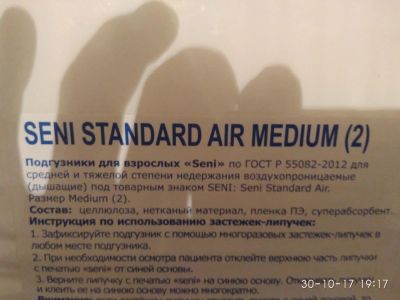 SENI STANDARD AIR MEDIUM (2)
Подгузники для взрослых «Seni» по ГОСТ Р 55082-2012 для
средней и тяжелой степени недержания воздухопроницаемые
(дышащие) под товарным знаком SENI: Seni Standard Air.
Размер Medium (2).
Состав: целлюлоза, нетканый материал, пленка ПЭ, суперабсорбент.
Инструкция по использованию застежек-липучек:
1. Зафиксируйте подгузник с помощью многоразовых застежек-липучек в
любом месте подгузника.
2. При необходимости осмотра пациента отклейте верхнюю часть липучки
с печатью «seni» от синей основы.
3. Верните липучку с печатью «seni» на синюю основу. Отклеивать
и клеить ее на синюю основу можно многократно.
Внимание!
30-10-17 19:17